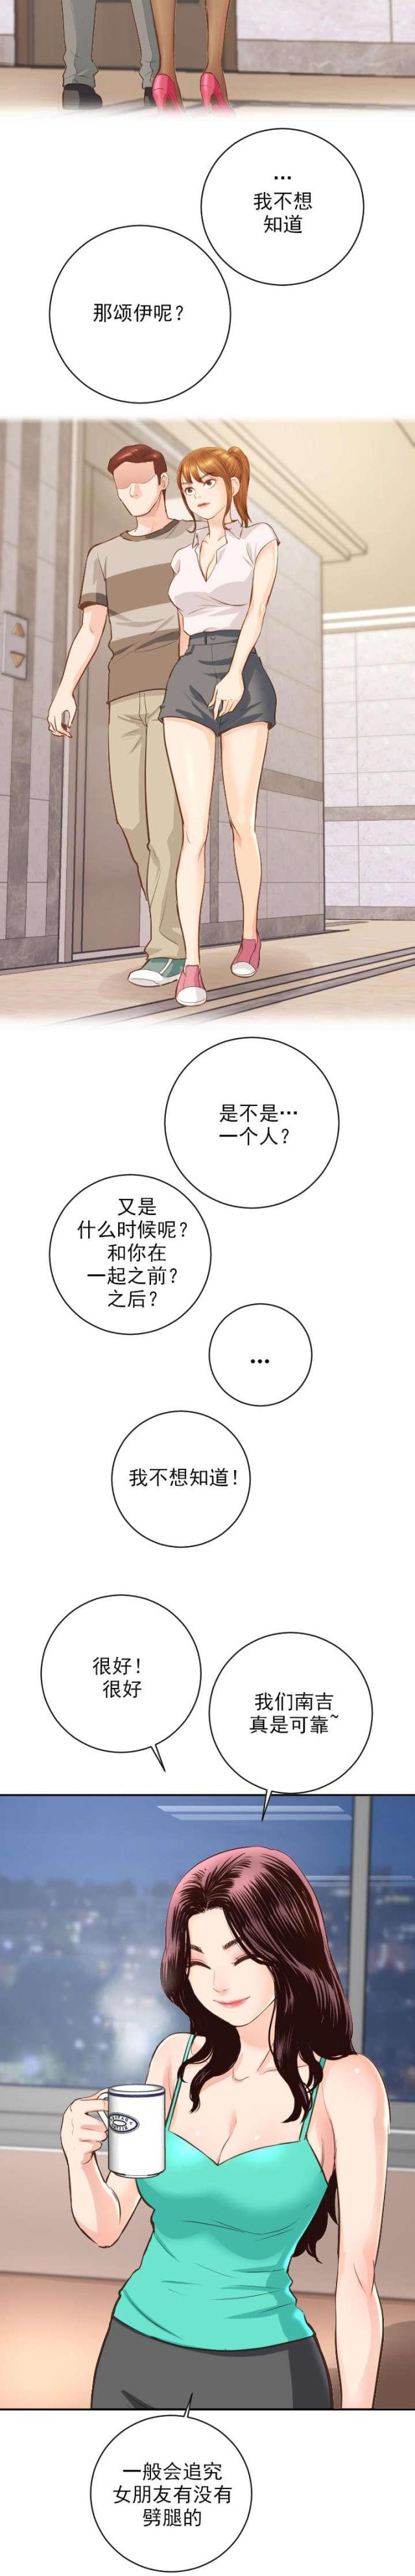 …
我不想
知道
那颂伊呢？
是不是…
一个人？
又是
什么时候呢？
和你在
一起之前？
之后？
…
我不想知道！
很好！
很好
我们南吉
真是可靠~
一般会追究
女朋友有没有
劈腿的